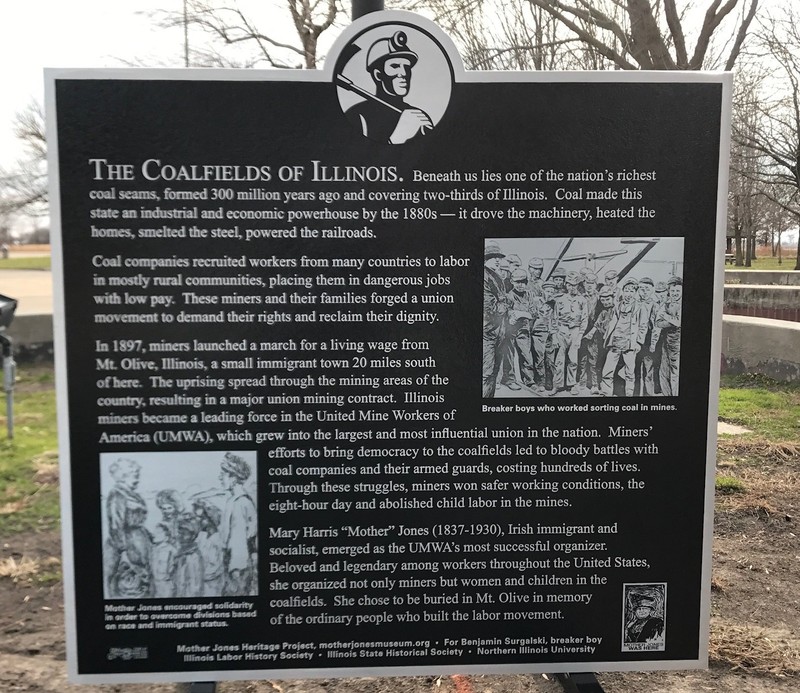 THE COALFIELDS OF ILLINOIS. Beneath us lies one of the nation's richest
coal seams, formed 300 million years ago and covering two-thirds of Illinois. Coal made this
state an industrial and economic powerhouse by the 1880s — it drove the machinery, heated the
homes, smelted the steel, powered the railroads.
Coal companies recruited workers from many countries to labor
in mostly rural communities, placing them in dangerous jobs
with low pay. These miners and their families forged a union
movement to demand their rights and reclaim their dignity.
In 1897, miners launched a march for a living wage from
Mt. Olive, Illinois, a small immigrant town 20 miles south
of here. The uprising spread through the mining areas of the
country, resulting in a major union mining contract. Illinois
miners became a leading force in the United Mine Workers of
America (UMWA), which grew into the largest and most influential union in the nation. Miners'
efforts to bring democracy to the coalfields led to bloody battles with
coal companies and their armed guards, costing hundreds of lives.
Through these struggles, miners won safer working conditions, the
eight-hour day and abolished child labor in the mines.
Breaker boys who worked sorting coal in mines.
Mary Harris "Mother" Jones (1837-1930), Irish immigrant and
socialist, emerged as the UMWA's most successful organizer.
Beloved and legendary among workers throughout the United States,
she organized not only miners but women and children in the
coalfields. She chose to be buried in Mt. Olive in memory
of the ordinary people who built the labor movement.
Mother Jones encouraged solidarity
in order to overcome divisions based
on race and immigrant status.
WAS HERE
Mother Jones Heritage Project, motherjonesmuseum.org • For Benjamin Surgalski, breaker boy
Illinois Labor History Society • Illinois State Historical Society • Northern Illinois University